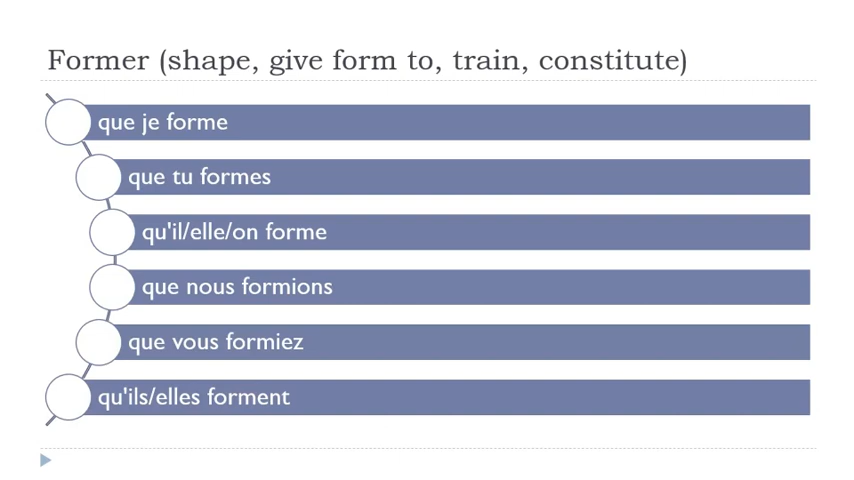 Former (shape, give form to, train, constitute)
que je forme
que tu formes
qu'il/elle/on forme
que nous formions
que vous formiez
qu'ils/elles forment